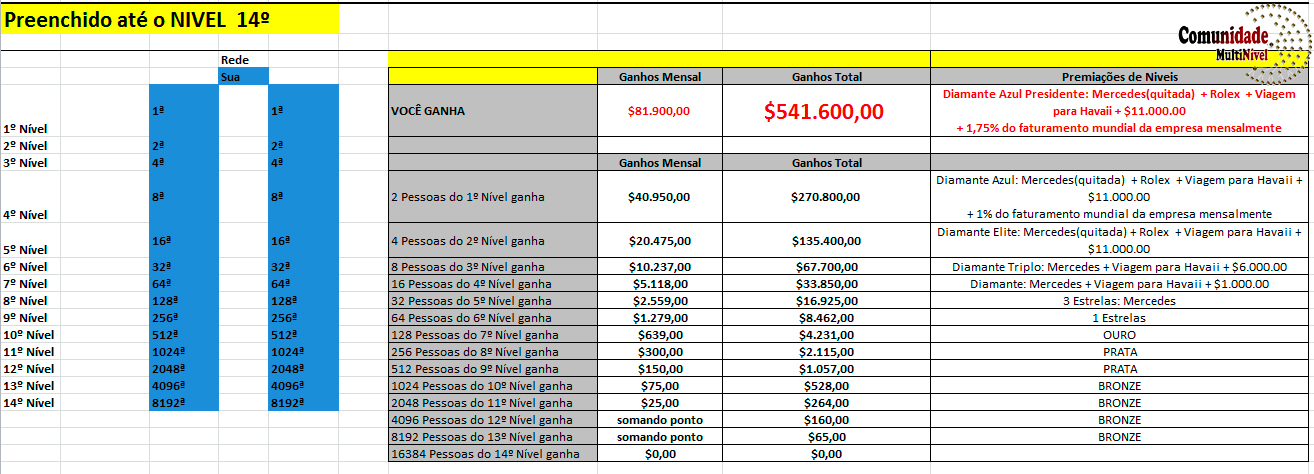 Preenchido até o NIVEL 14º
Comunidade
MultiNível
Rede
Sua
Ganhos Mensal Ganhos Total Premiações de Niveis
1º Nível 1ª 1ª VOCÊ GANHA $81.900,00 $541.600,00 Diamante Azul Presidente: Mercedes(quitada) + Rolex + Viagem
para Havaii + $11.000.00
+ 1,75% do faturamento mundial da empresa mensalmente
2º Nível 2ª 2ª
3º Nível 4ª 4ª Ganhos Mensal Ganhos Total
4º Nível 8ª 8ª 2 Pessoas do 1º Nível ganha $40.950,00 $270.800,00 Diamante Azul: Mercedes(quitada) + Rolex + Viagem para Havaii +
$11.000.00
+ 1% do faturamento mundial da empresa mensalmente
5º Nível 16ª 16ª 4 Pessoas do 2º Nível ganha $20.475,00 $135.400,00 Diamante Elite: Mercedes(quitada) + Rolex + Viagem para Havaii +
$11.000.00
6º Nível 32ª 32ª 8 Pessoas do 3º Nível ganha $10.237,00 $67.700,00 Diamante Triplo: Mercedes + Viagem para Havaii + $6.000.00
7º Nível 64ª 64ª 16 Pessoas do 4º Nível ganha $5.118,00 $33.850,00 Diamante: Mercedes + Viagem para Havaii + $1.000.00
8º Nível 128ª 128ª 32 Pessoas do 5º Nível ganha $2.559,00 $16.925,00 3 Estrelas: Mercedes
9º Nível 256ª 256ª 64 Pessoas do 6º Nível ganha $1.279,00 $8.462,00 1 Estrelas
10º Nível 512ª 512ª 128 Pessoas do 7º Nível ganha $639,00 $4.231,00 OURO
11º Nível 1024ª 1024ª 256 Pessoas do 8º Nível ganha $300,00 $2.115,00 PRATA
12º Nível 2048ª 2048ª 512 Pessoas do 9º Nível ganha $150,00 $1.057,00 PRATA
13º Nível 4096ª 4096ª 1024 Pessoas do 10º Nível ganha $75,00 $528,00 BRONZE
14º Nível 8192ª 8192ª 2048 Pessoas do 11º Nível ganha $25,00 $264,00 BRONZE
4096 Pessoas do 12º Nível ganha somando ponto $160,00 BRONZE
8192 Pessoas do 13º Nível ganha somando ponto $65,00 BRONZE
16384 Pessoas do 14º Nível ganha $0,00 $0,00